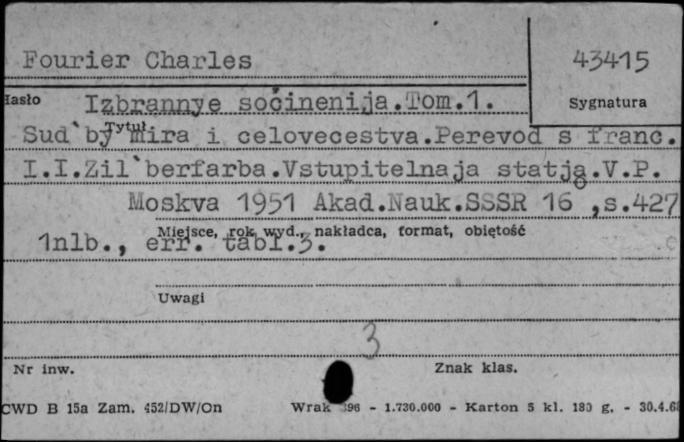 Fourier Charles
43415
Hasło
Izbrannye soćinenija.Tom.1.
Sygnatura
Tytuł
Sud`by mira i celovecestva.Perevod s franc.
I.I.Zil`berfarba.Vstupitelnaja statja.V.P.
Moskva 1951 Akad.Nauk.SSSR 16° ,s.427
Miejsce, rok wyd., nakładca, format, objętość
1nlb., err. tabl.3.
Uwagi
3
Nr inw.
Znak klas.
CWD B 15a Zam. 452/DW/On
Wrak 396 - 1.730.000 - Karton 5 kl. 180 g. - 30.4.68